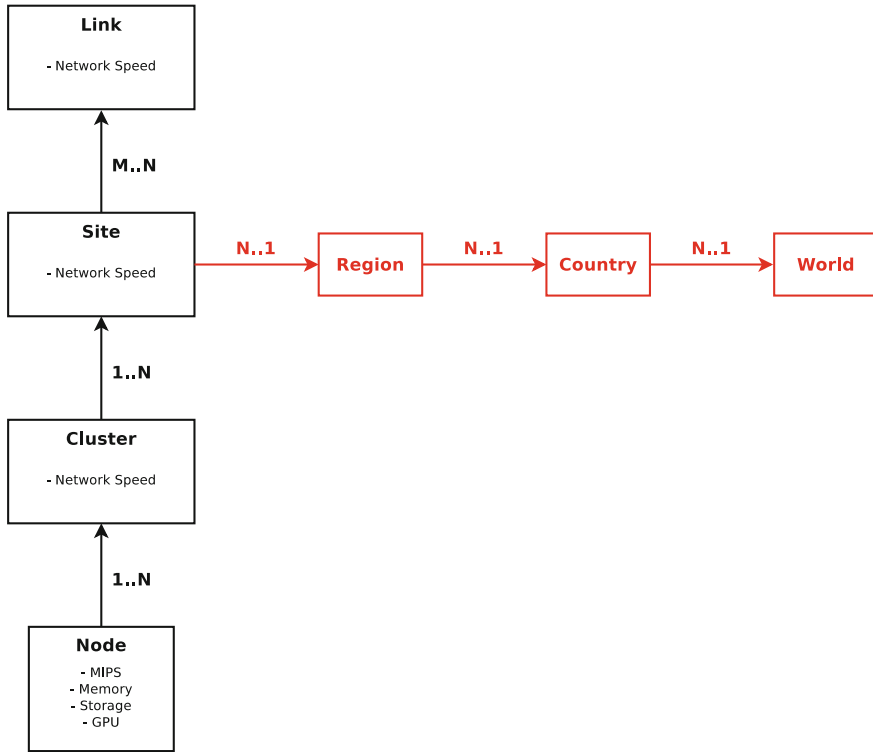 Link
- Network Speed
M..N
Site
- Network Speed
N..1
Region
N..1
Country
N..1
World
1..N
Cluster
- Network Speed
1..N
Node
- MIPS
- Memory
- Storage
- GPU